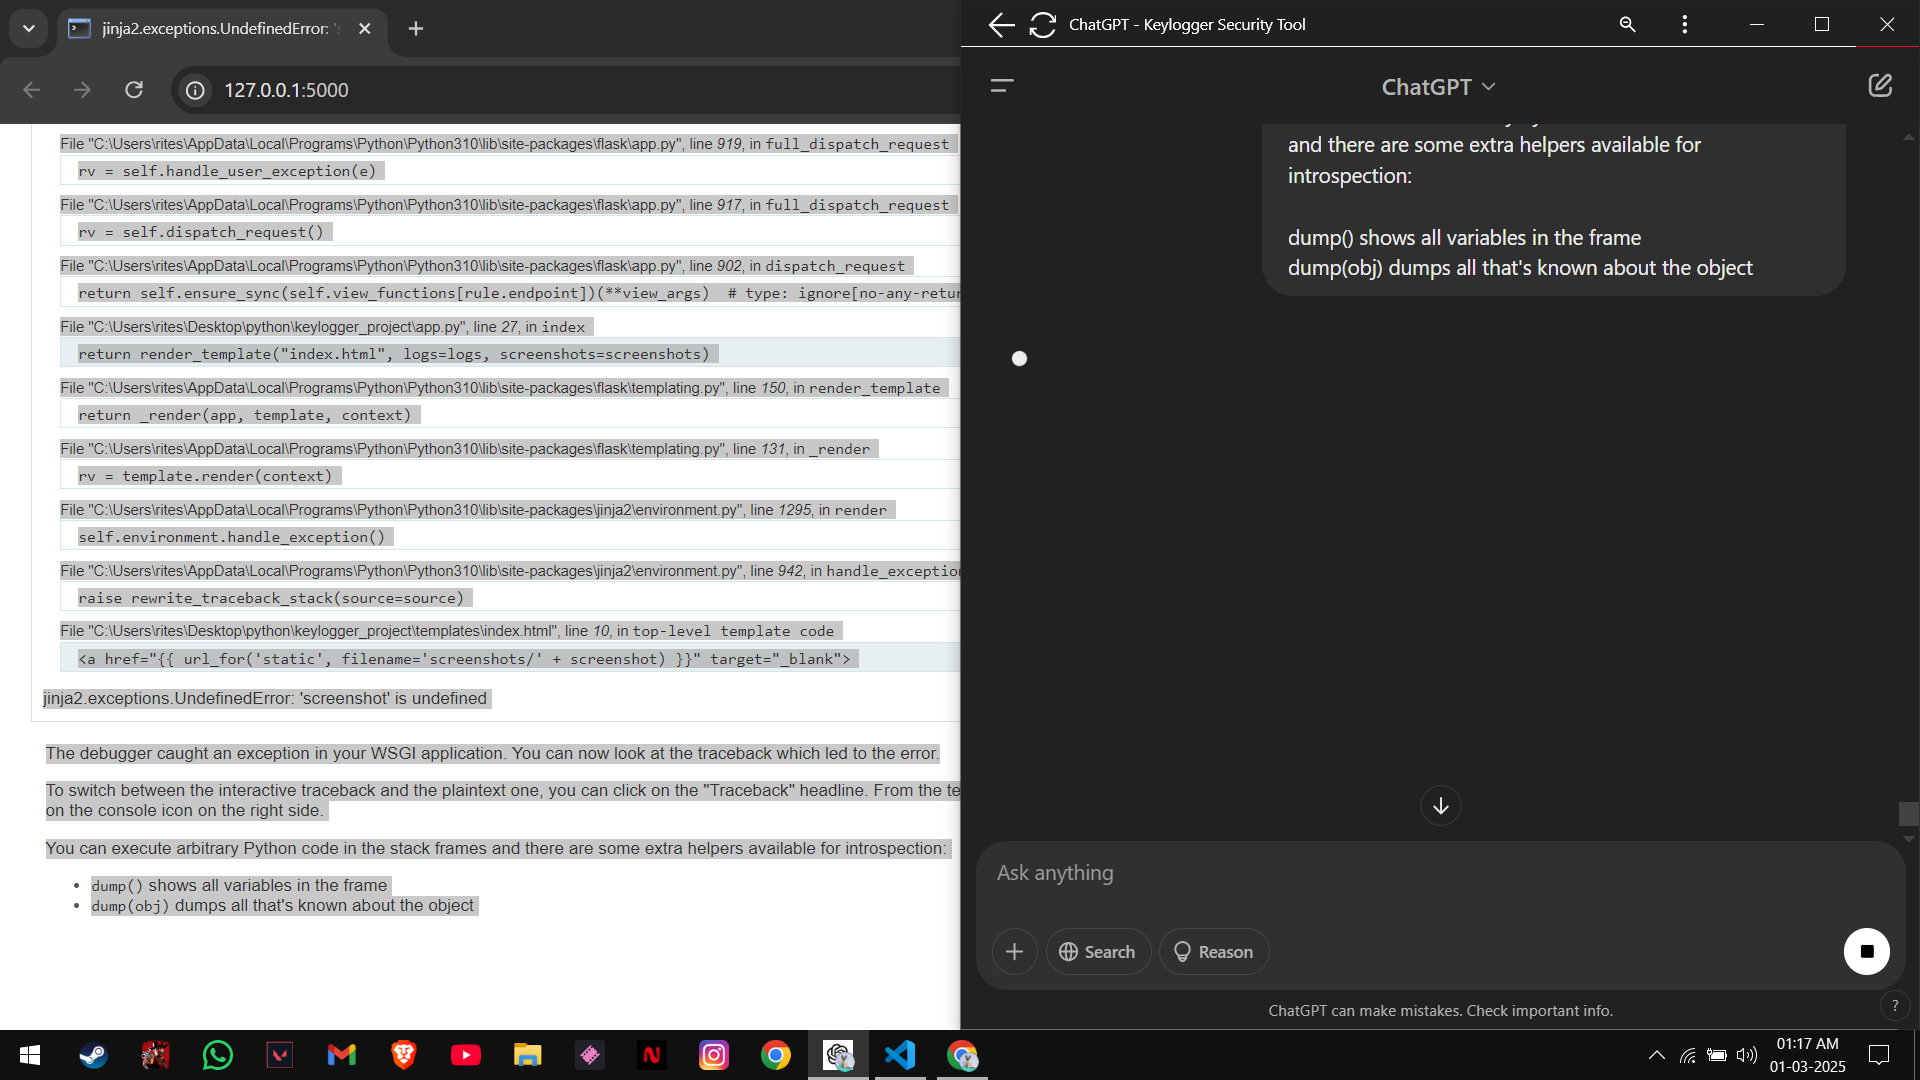 jinja2.exceptions.UndefinedError: 's
127.0.0.1:5000
File "C:\Users\rites\AppData\Local\Programs\Python\Python310\lib\site-packages\flask\app.py", line 919, in full_dispatch_request
rv = self.handle_user_exception(e)
File "C:\Users\rites\AppData\Local\Programs\Python\Python310\lib\site-packages\flask\app.py", line 917, in full_dispatch_request
rv = self.dispatch_request()
File "C:\Users\rites\AppData\Local\Programs\Python\Python310\lib\site-packages\flask\app.py", line 902, in dispatch_request
return self.ensure_sync(self.view_functions[rule.endpoint])(**view_args)  # type: ignore[no-any-retur
File "C:\Users\rites\Desktop\python\keylogger_project\app.py", line 27, in index
return render_template("index.html", logs=logs, screenshots=screenshots)
File "C:\Users\rites\AppData\Local\Programs\Python\Python310\lib\site-packages\flask\templating.py", line 150, in render_template
return _render(app, template, context)
File "C:\Users\rites\AppData\Local\Programs\Python\Python310\lib\site-packages\flask\templating.py", line 131, in _render
rv = template.render(context)
File "C:\Users\rites\AppData\Local\Programs\Python\Python310\lib\site-packages\jinja2\environment.py", line 1295, in render
self.environment.handle_exception()
File "C:\Users\rites\AppData\Local\Programs\Python\Python310\lib\site-packages\jinja2\environment.py", line 942, in handle_exception
raise rewrite_traceback_stack(source=source)
File "C:\Users\rites\Desktop\python\keylogger_project\templates\index.html", line 10, in top-level template code
<a href="{{ url_for('static', filename='screenshots/' + screenshot) }}" target="_blank">
jinja2.exceptions.UndefinedError: 'screenshot' is undefined
The debugger caught an exception in your WSGI application. You can now look at the traceback which led to the error.
To switch between the interactive traceback and the plaintext one, you can click on the "Traceback" headline. From the te
on the console icon on the right side.
You can execute arbitrary Python code in the stack frames and there are some extra helpers available for introspection:
• dump() shows all variables in the frame
• dump(obj) dumps all that's known about the object
ChatGPT - Keylogger Security Tool
ChatGPT
and there are some extra helpers available for
introspection:
dump() shows all variables in the frame
dump(obj) dumps all that's known about the object
Ask anything
Search
Reason
ChatGPT can make mistakes. Check important info.
?
01:17 AM
01-03-2025